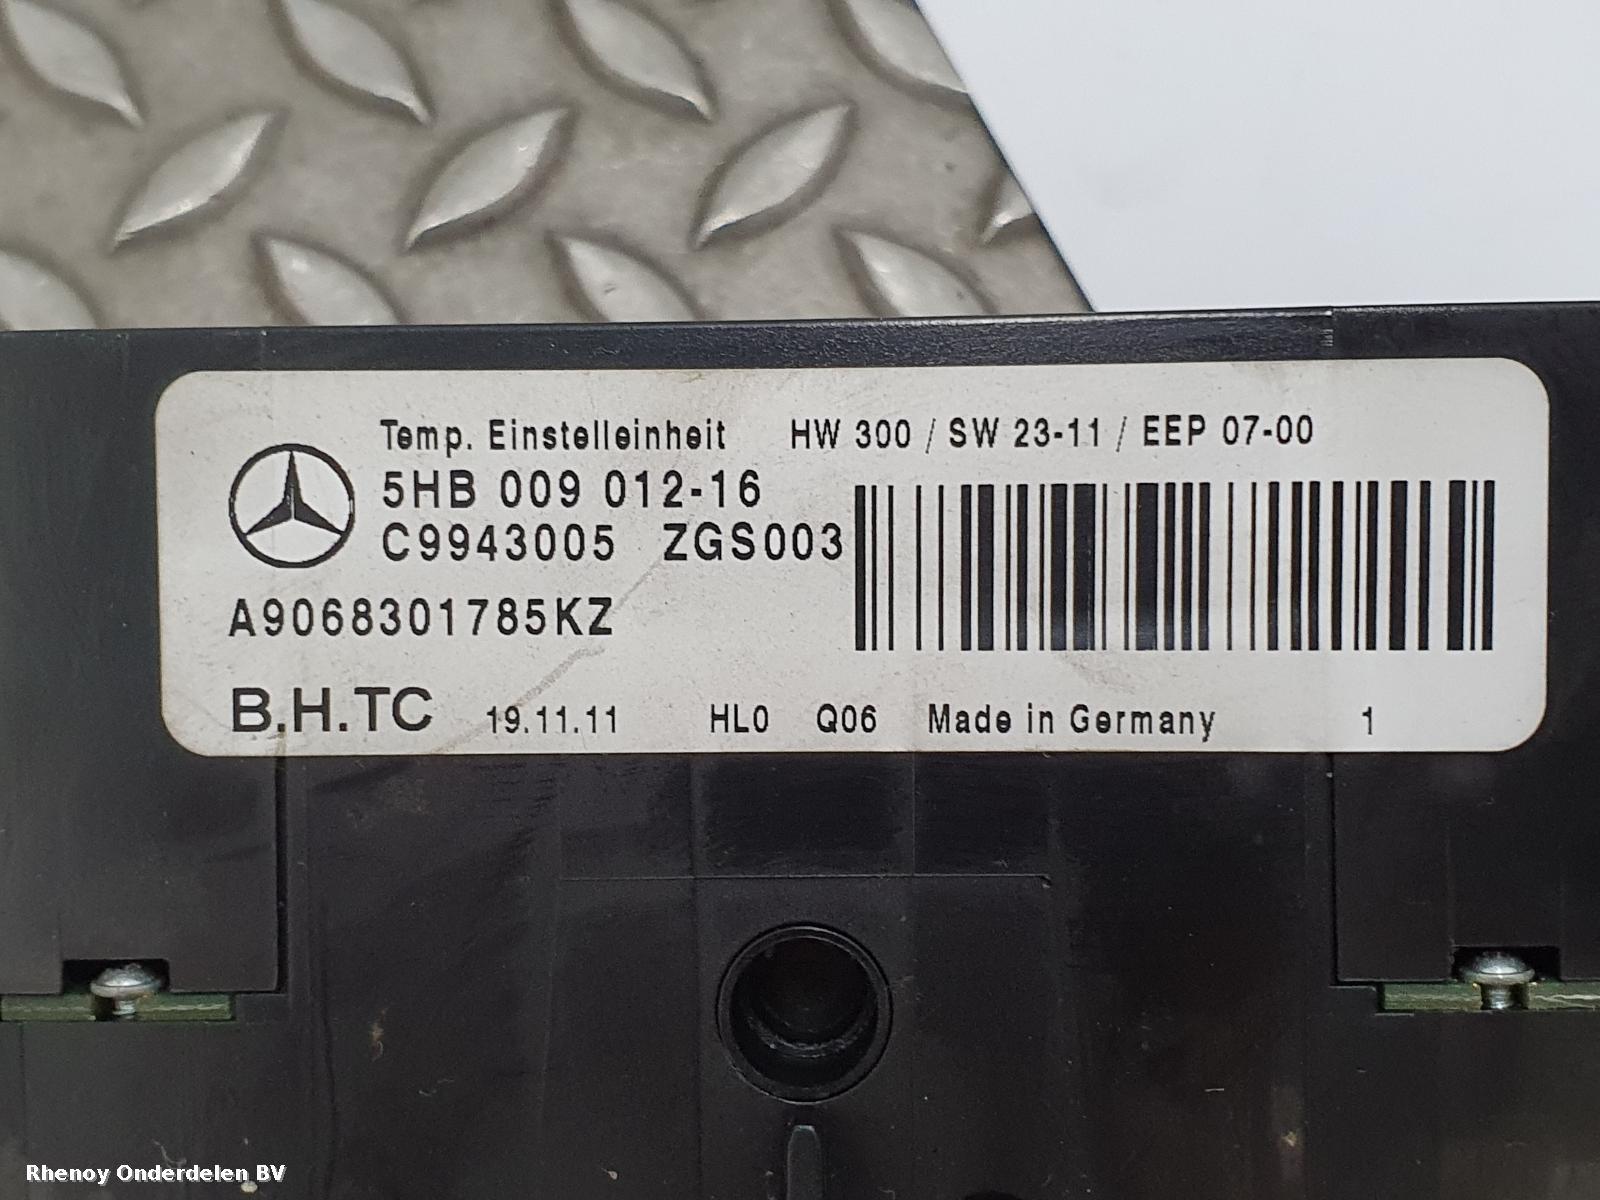 Temp. Einstelleinheit HW 300 / SW 23-11 / EEP 07-00
5HB 009 012-16
C9943005 ZGS003
A9068301785KZ
B.H.TC 19.11.11 HL0 Q06 Made in Germany 1
Rhenoy Onderdelen BV